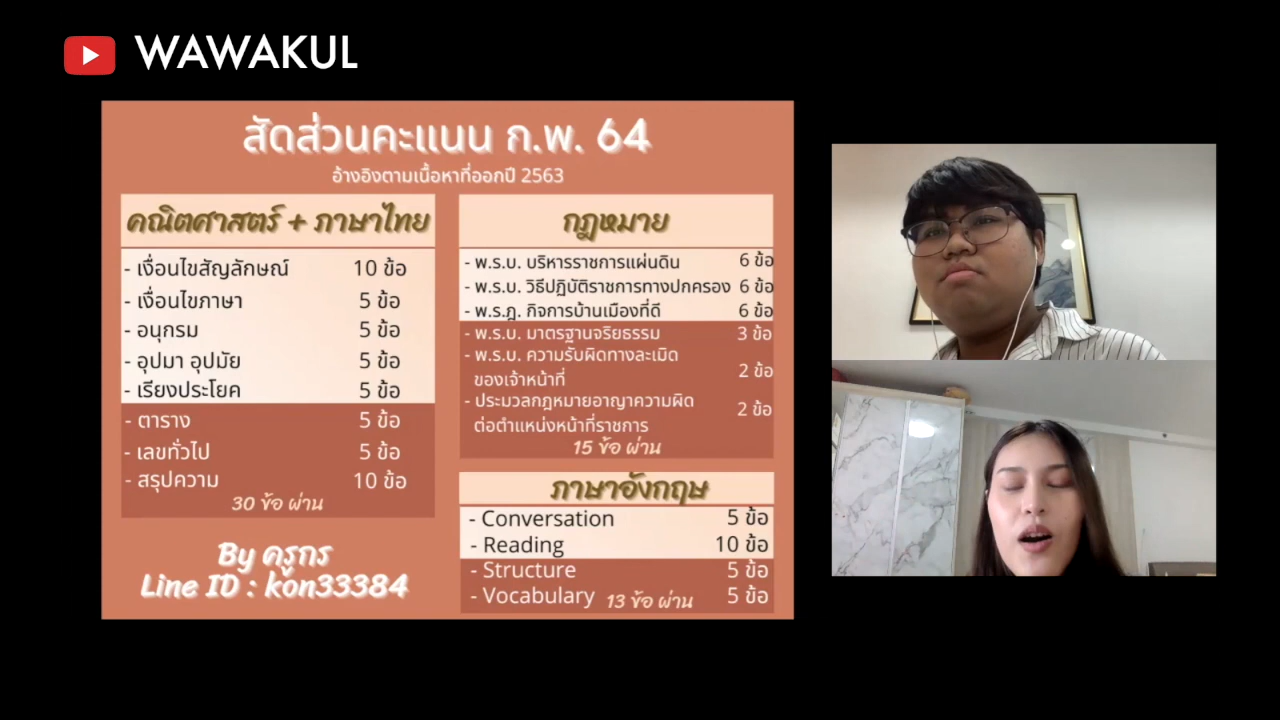 WAWAKUL
สัดส่วนคะแนน ก.พ. 64
อ้างอิงตามเนื้อหาที่ออกปี 2563
คณิตศาสตร์ + ภาษาไทย
- เงื่อนไขสัญลักษณ์ 10 ข้อ
- เงื่อนไขภาษา 5 ข้อ
- อนุกรม 5 ข้อ
- อุปมา อุปมัย 5 ข้อ
- เรียงประโยค 5 ข้อ
- ตาราง 5 ข้อ
- เลขทั่วไป 5 ข้อ
- สรุปความ 10 ข้อ
30 ข้อ ผ่าน
By ครูกร
Line ID : kon33384
กฎหมาย
- พ.ร.บ. บริหารราชการแผ่นดิน 6 ข้อ
- พ.ร.บ. วิธีปฏิบัติราชการทางปกครอง 6 ข้อ
- พ.ร.ฎ. กิจการบ้านเมืองที่ดี 6 ข้อ
- พ.ร.บ. มาตรฐานจริยธรรม 3 ข้อ
- พ.ร.บ. ความรับผิดทางละเมิด
ของเจ้าหน้าที่ 2 ข้อ
- ประมวลกฎหมายอาญาความผิด
ต่อตำแหน่งหน้าที่ราชการ 2 ข้อ
15 ข้อ ผ่าน
ภาษาอังกฤษ
- Conversation 5 ข้อ
- Reading 10 ข้อ
- Structure 5 ข้อ
- Vocabulary 5 ข้อ
13 ข้อ ผ่าน